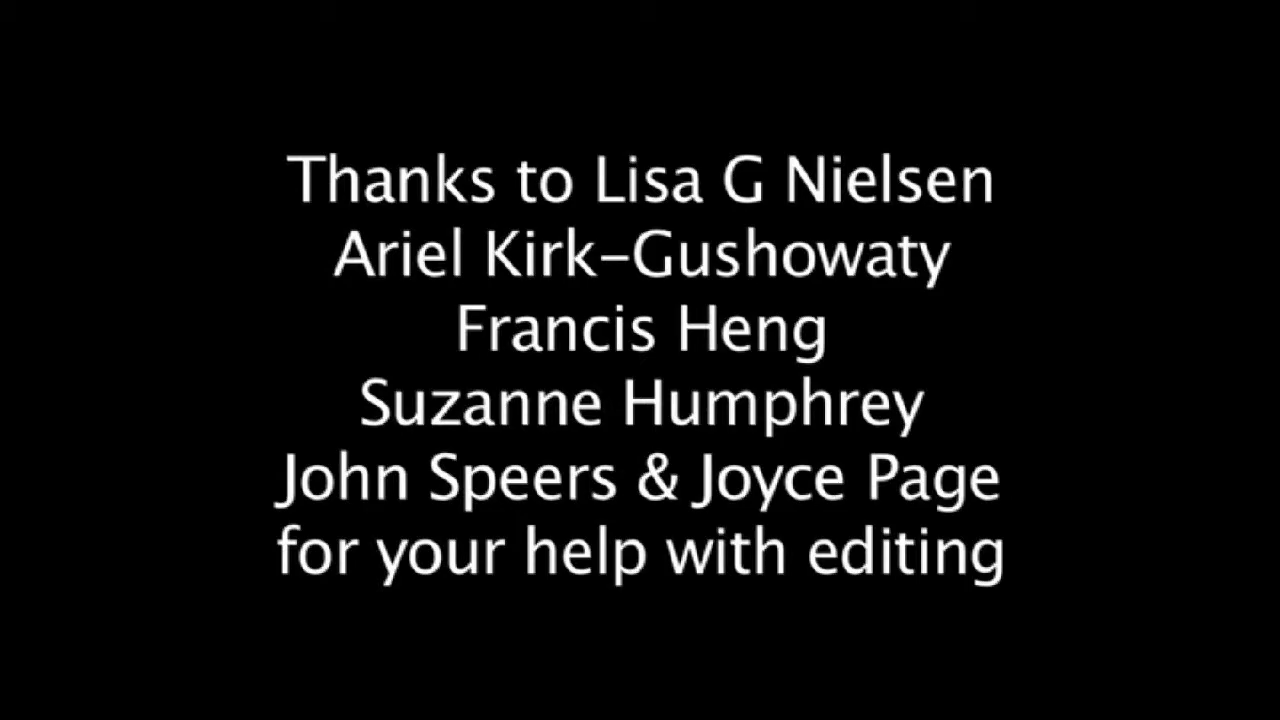 Thanks to Lisa G Nielsen
Ariel Kirk-Gushowaty
Francis Heng
Suzanne Humphrey
John Speers & Joyce Page
for your help with editing